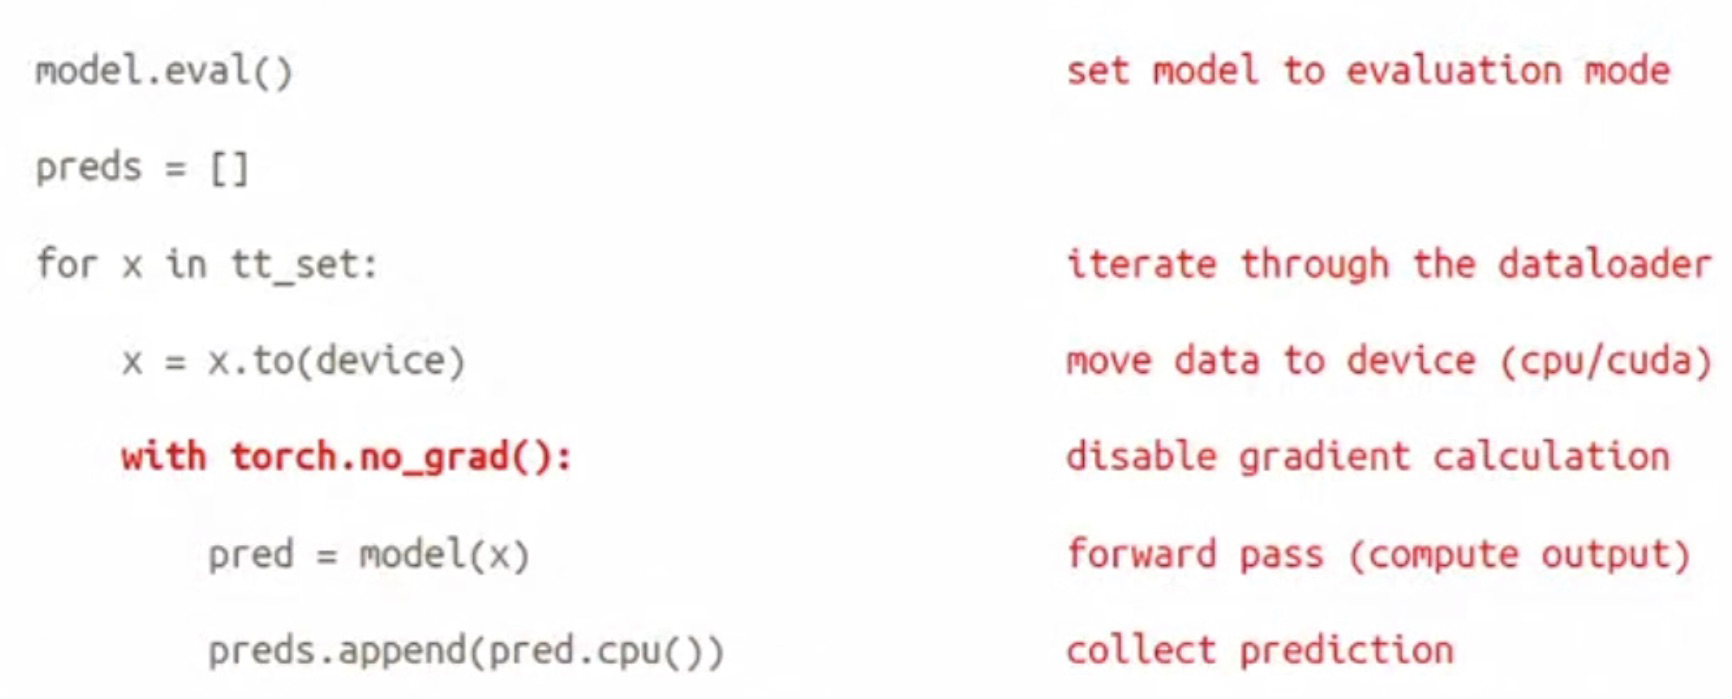 model.eval() set model to evaluation mode
preds = []
for x in tt_set: iterate through the dataloader
x = x.to(device) move data to device (cpu/cuda)
with torch.no_grad(): disable gradient calculation
pred = model(x) forward pass (compute output)
preds.append(pred.cpu()) collect prediction